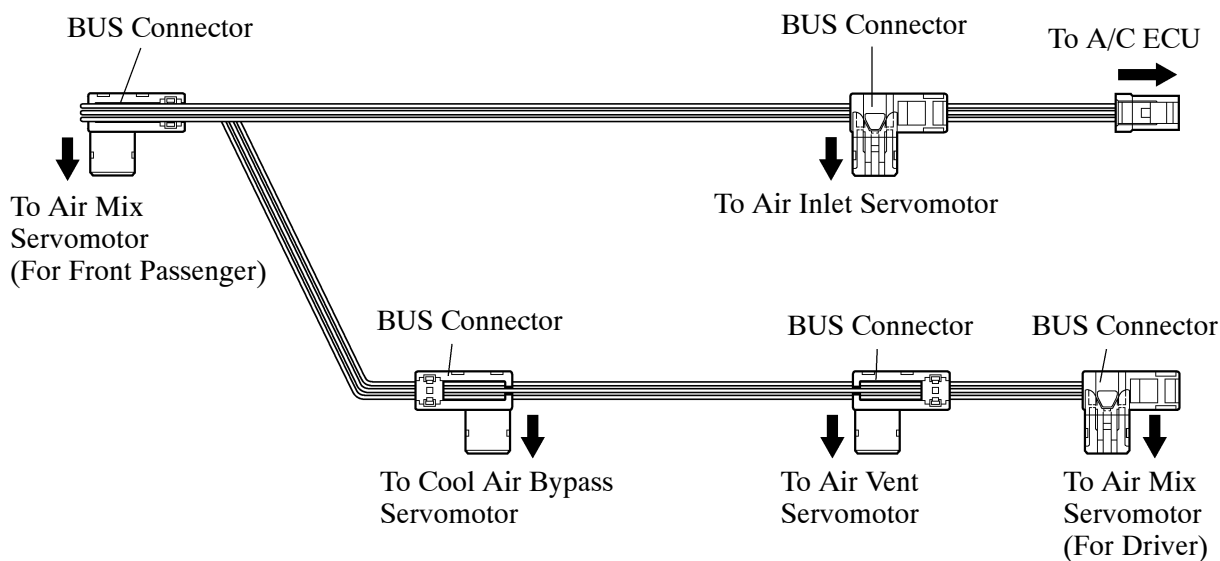 BUS Connector
BUS Connector
To A/C ECU
To Air Mix
Servomotor
(For Front Passenger)
To Air Inlet Servomotor
BUS Connector
BUS Connector
BUS Connector
To Cool Air Bypass
Servomotor
To Air Vent
Servomotor
To Air Mix
Servomotor
(For Driver)